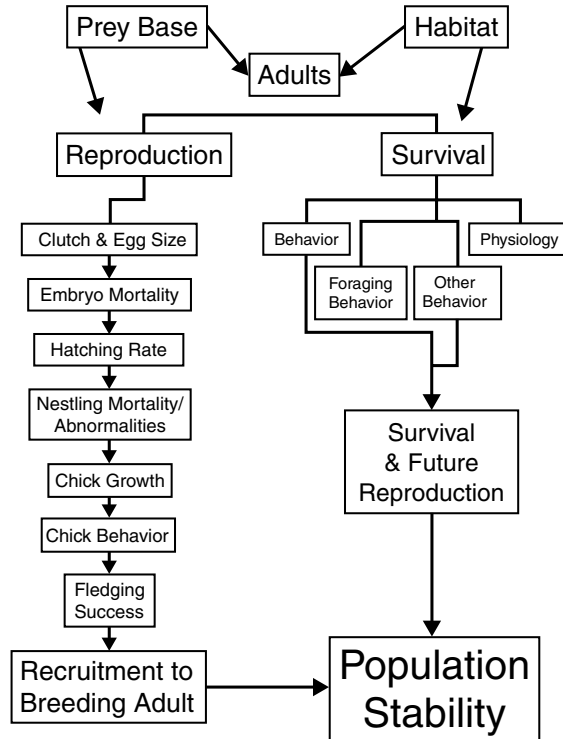 Prey Base
Habitat
Adults
Reproduction
Survival
Clutch & Egg Size
Behavior
Physiology
Embryo Mortality
Foraging
Behavior
Other
Behavior
Hatching Rate
Nestling Mortality/
Abnormalities
Survival
& Future
Reproduction
Chick Growth
Chick Behavior
Fledging
Success
Recruitment to
Breeding Adult
Population
Stability